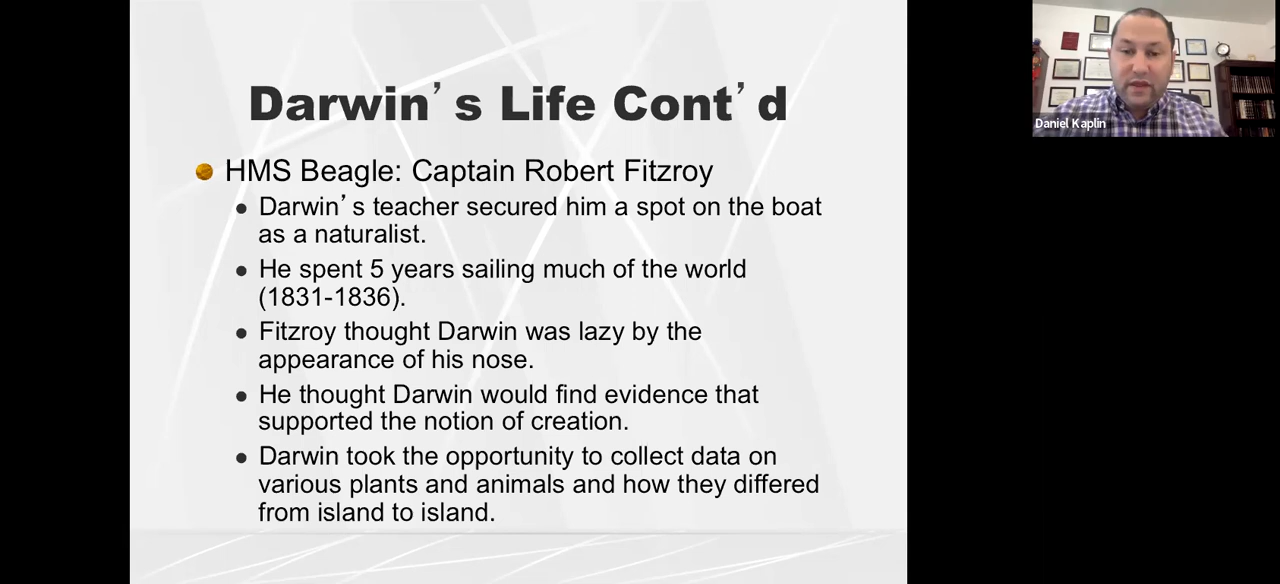 Darwin’s Life Cont’d
HMS Beagle: Captain Robert Fitzroy
Darwin’s teacher secured him a spot on the boat
as a naturalist.
He spent 5 years sailing much of the world
(1831-1836).
Fitzroy thought Darwin was lazy by the
appearance of his nose.
He thought Darwin would find evidence that
supported the notion of creation.
Darwin took the opportunity to collect data on
various plants and animals and how they differed
from island to island.
Daniel Kaplin